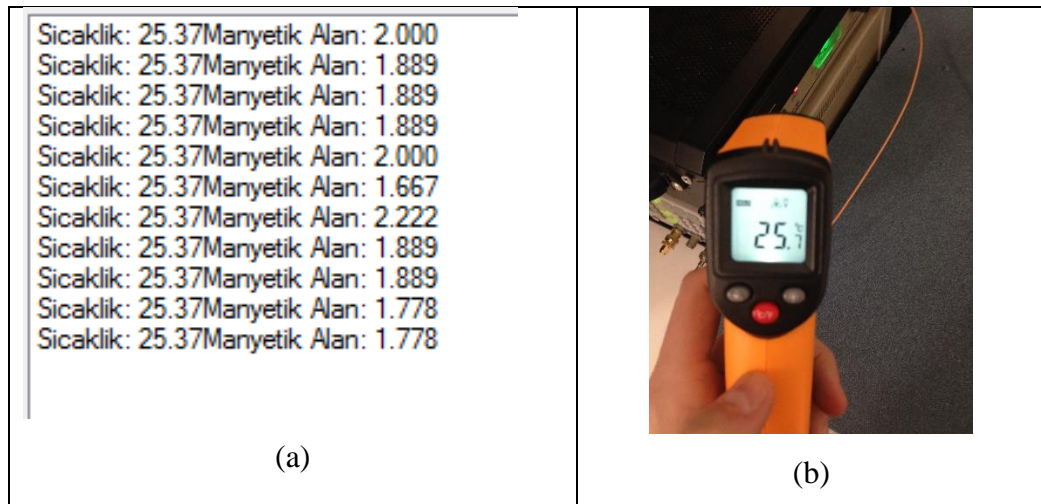 Sicaklik: 25.37Manyetik Alan: 2.000
Sicaklik: 25.37Manyetik Alan: 1.889
Sicaklik: 25.37Manyetik Alan: 1.889
Sicaklik: 25.37Manyetik Alan: 1.889
Sicaklik: 25.37Manyetik Alan: 2.000
Sicaklik: 25.37Manyetik Alan: 1.667
Sicaklik: 25.37Manyetik Alan: 2.222
Sicaklik: 25.37Manyetik Alan: 1.889
Sicaklik: 25.37Manyetik Alan: 1.889
Sicaklik: 25.37Manyetik Alan: 1.778
Sicaklik: 25.37Manyetik Alan: 1.778
(a)
25.7
(b)